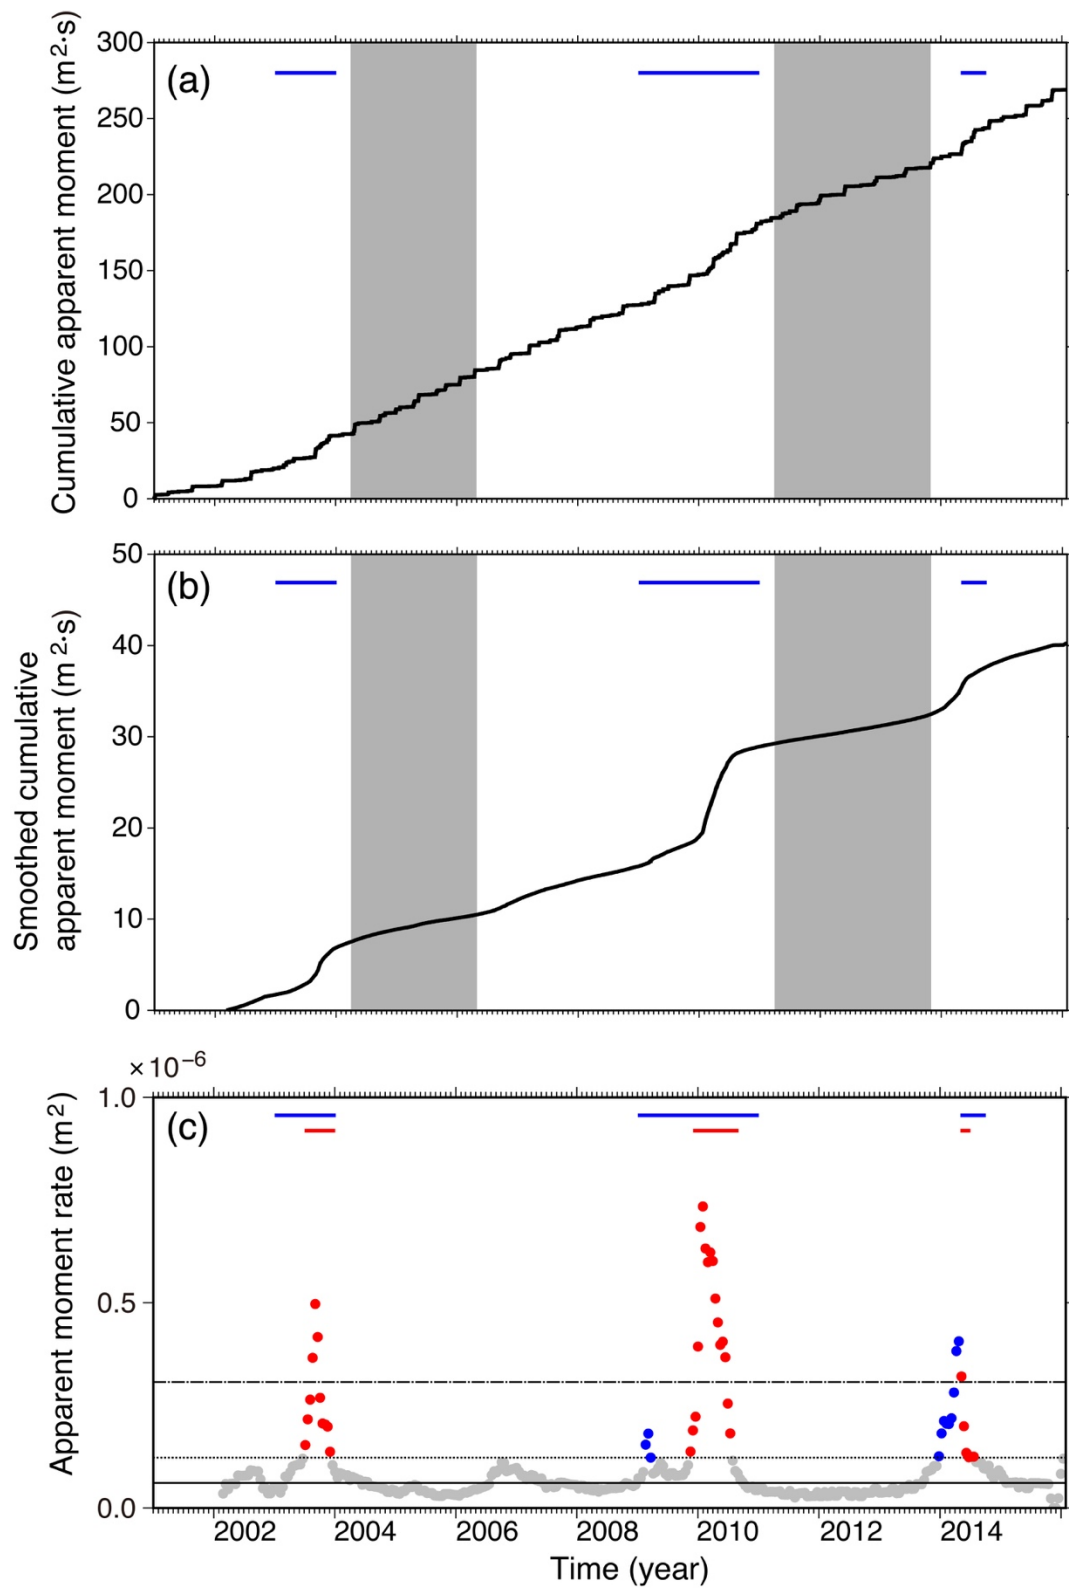 Cumulative apparent moment (m²·s)
300
250
200
150
100
50
0
(a)
Smoothed cumulative
apparent moment (m²·s)
50
40
30
20
10
0
(b)
×10⁻⁶
Apparent moment rate (m²)
1.0
0.5
0.0
(c)
2002 2004 2006 2008 2010 2012 2014
Time (year)